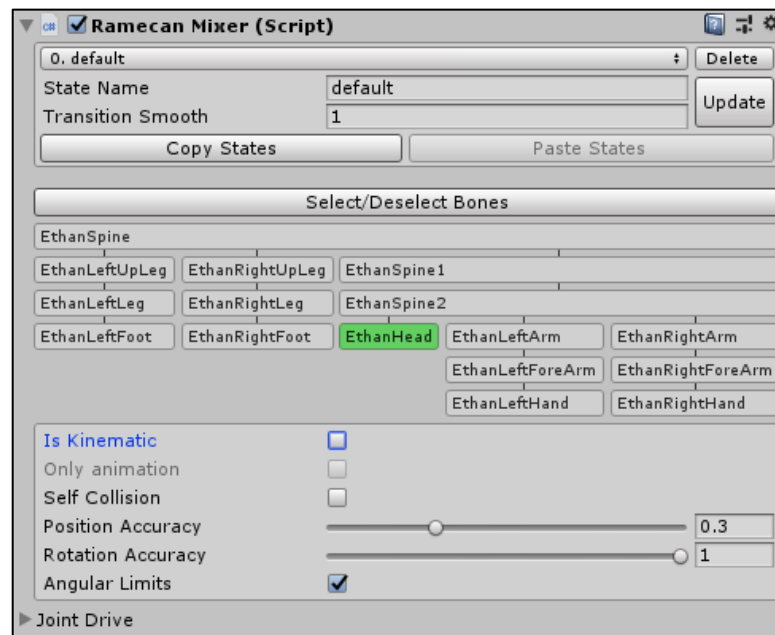 Ramecan Mixer (Script)
0. default Delete
State Name default
Update
Transition Smooth 1
Copy States Paste States
Select/Deselect Bones
EthanSpine
EthanLeftUpLeg EthanRightUpLeg EthanSpine1
EthanLeftLeg EthanRightLeg EthanSpine2
EthanLeftFoot EthanRightFoot EthanHead EthanLeftArm EthanRightArm
EthanLeftForeArm EthanRightForeArm
EthanLeftHand EthanRightHand
Is Kinematic
Only animation
Self Collision
Position Accuracy 0.3
Rotation Accuracy 1
Angular Limits
Joint Drive